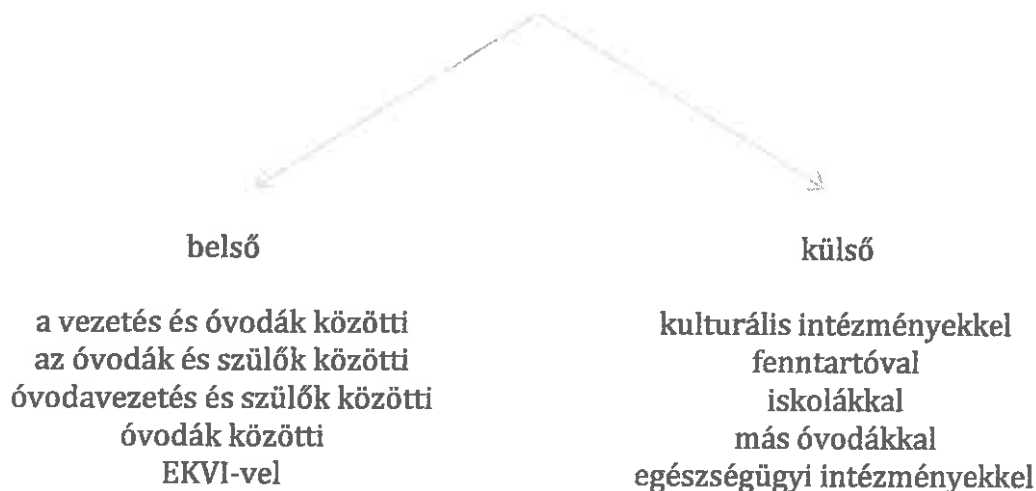 belső
a vezetés és óvodák közötti
az óvodák és szülők közötti
óvodavezetés és szülők közötti
óvodák közötti
EKVI-vel
külső
kulturális intézményekkel
fenntartóval
iskolákkal
más óvodákkal
egészségügyi intézményekkel